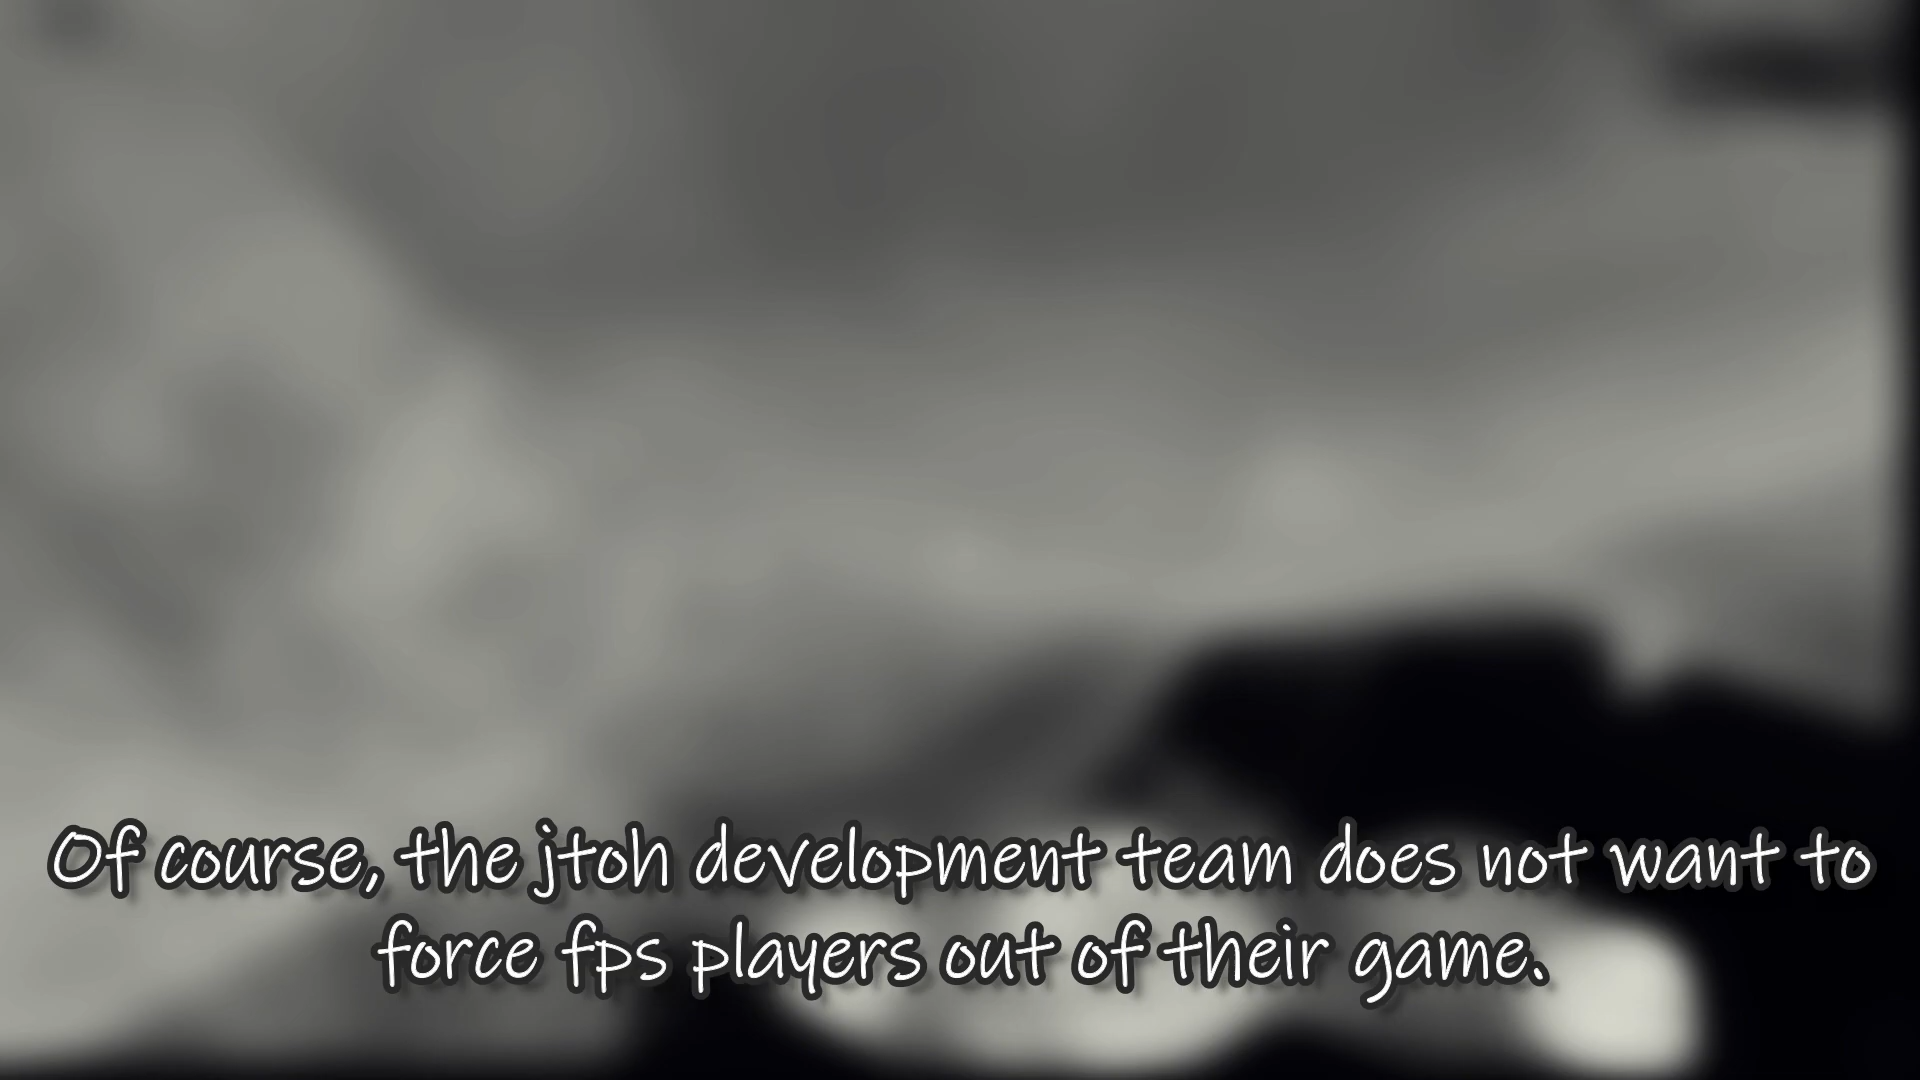 Of course, the jtoh development team does not want to
force fps players out of their game.